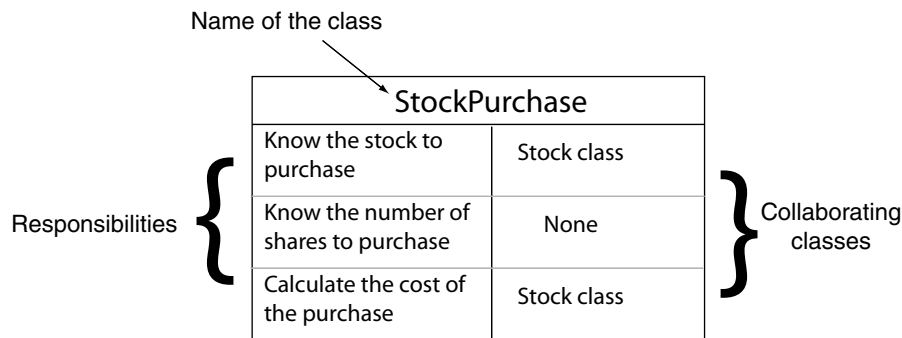 Name of the class
StockPurchase
Know the stock to
purchase
Stock class
Responsibilities
Know the number of
shares to purchase
None
Collaborating
classes
Calculate the cost of
the purchase
Stock class